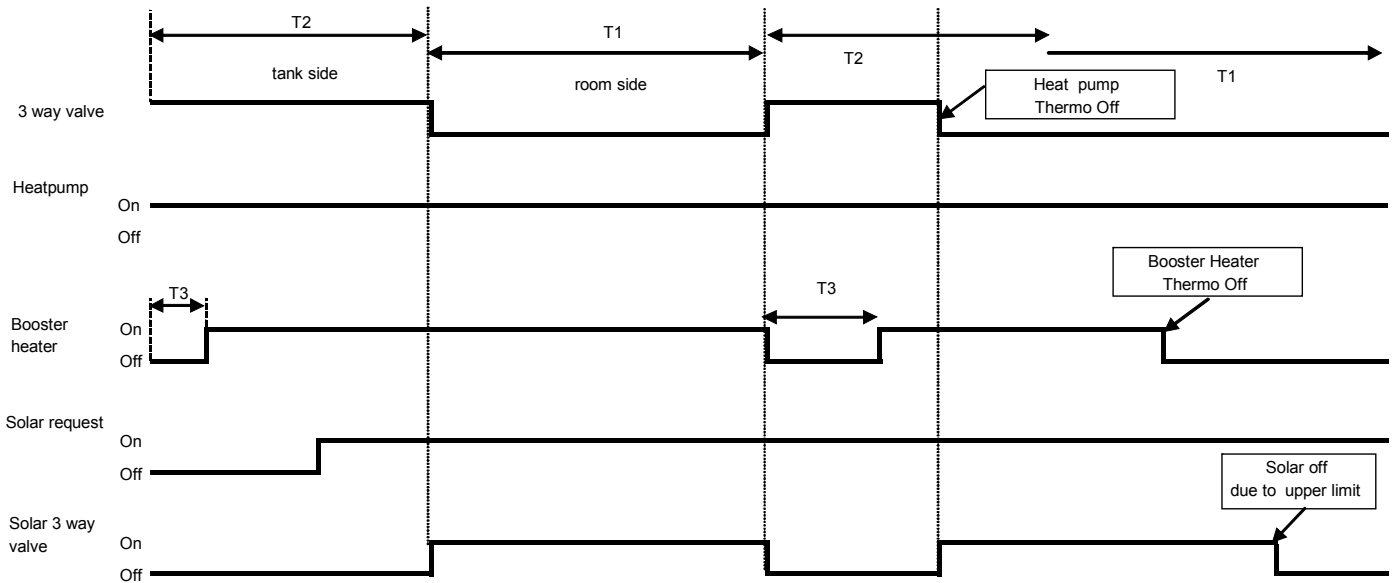 T2
T1
T2
T1
tank side
room side
Heat pump
Thermo Off
3 way valve
Heatpump
On
Off
Booster Heater
Thermo Off
T3
T3
Booster
heater
On
Off
Solar request
On
Off
Solar off
due to upper limit
Solar 3 way
valve
On
Off